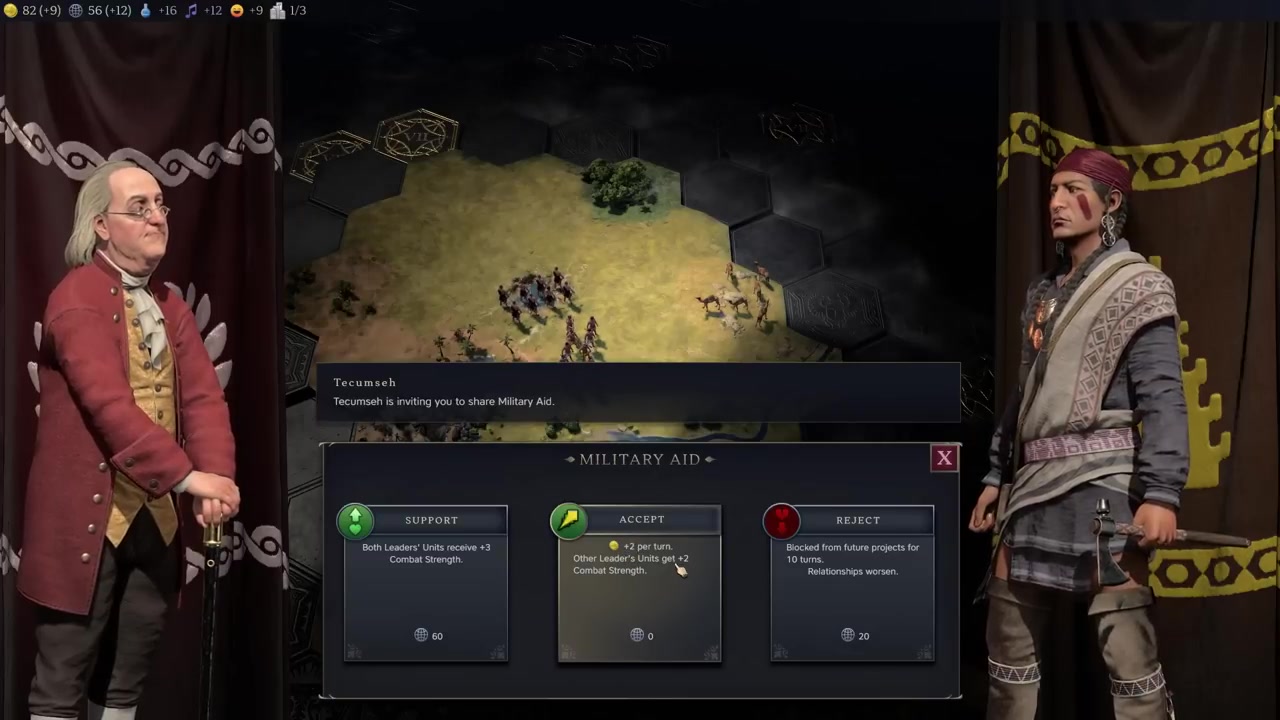 82 (+9) 56 (+12) +16 +12 +9 1/3
VII
Tecumseh
Tecumseh is inviting you to share Military Aid.
MILITARY AID
X
SUPPORT
Both Leaders' Units receive +3
Combat Strength.
60
ACCEPT
+2 per turn.
Other Leader's Units get +2
Combat Strength.
0
REJECT
Blocked from future projects for
10 turns.
Relationships worsen.
20